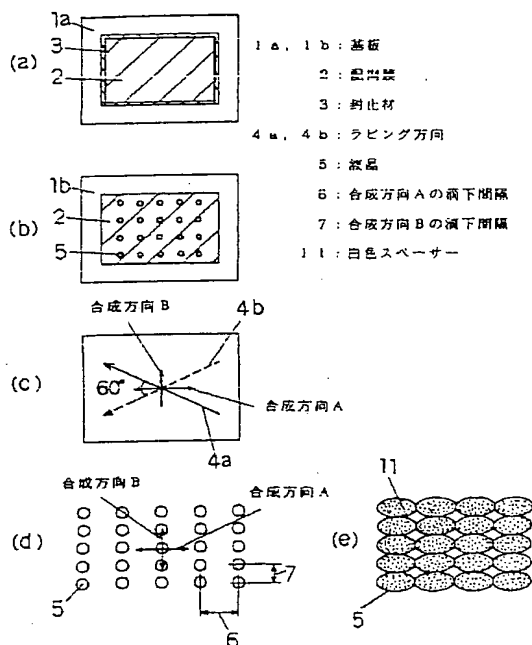 1a
3
(a)
2
1a, 1b：基板
2：配向膜
3：封止材
4a, 4b：ラビング方向
5：液晶
6：合成方向Aの滴下間隔
7：合成方向Bの滴下間隔
11：白色スペーサー
1b
2
(b)
5
合成方向B
4b
(c)
60°
合成方向A
4a
合成方向B
合成方向A
(d)
7
5
6
11
(e)
5